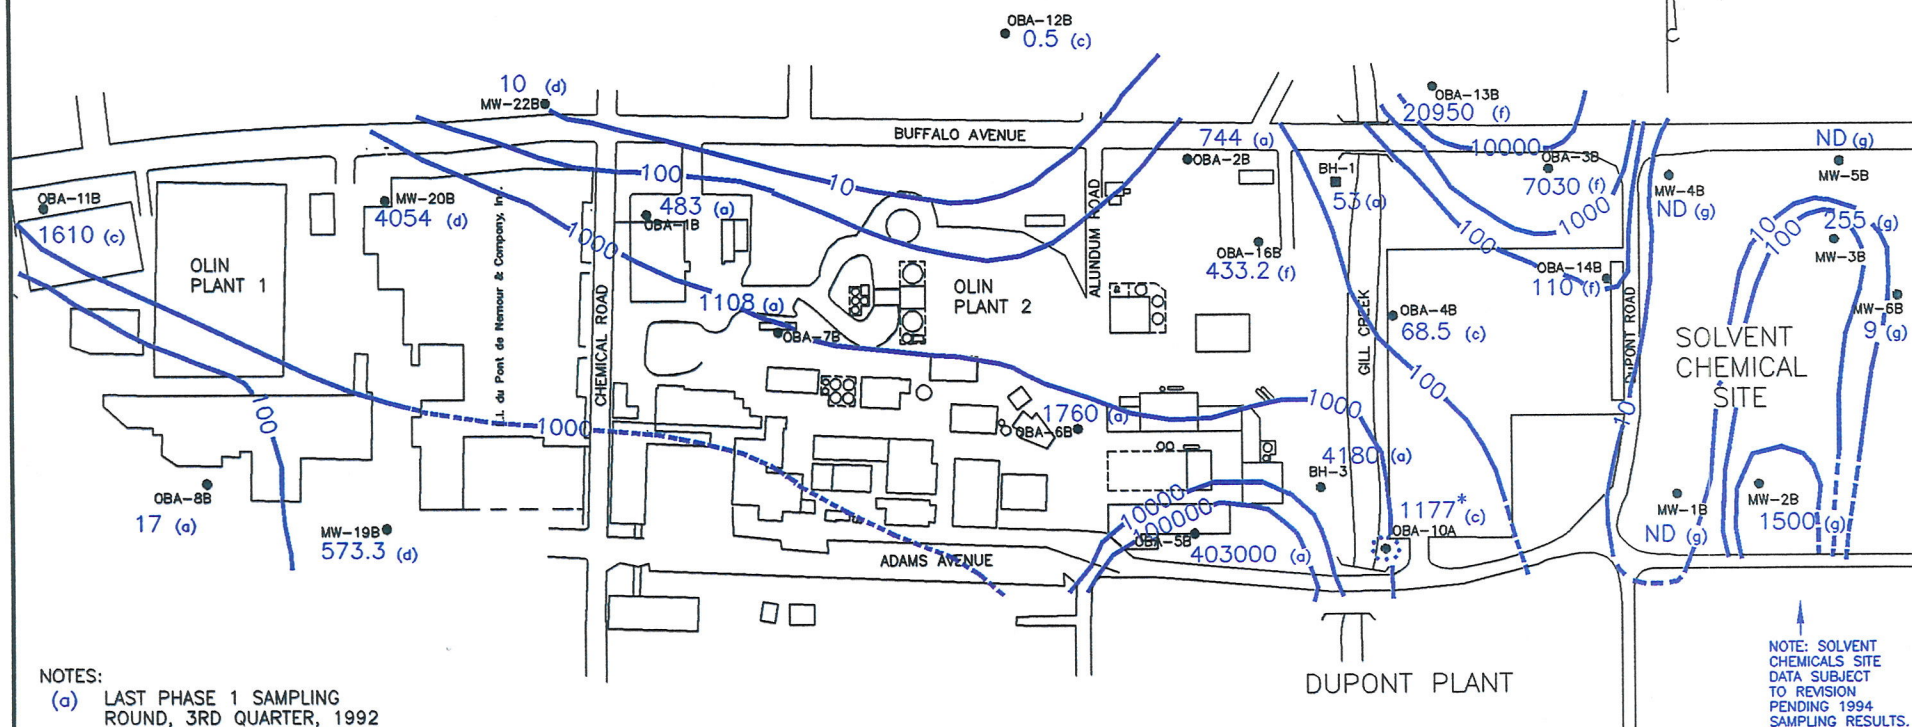 OBA-12B
0.5 (c)
10 (d)
MW-22B
BUFFALO AVENUE
OBA-13B
20950 (f)
744 (a)
OBA-2B
10000
OBA-3B
7030 (f)
ND (g)
MW-5B
OBA-11B
1610 (c)
MW-20B
4054 (d)
100
483 (a)
OBA-1B
10
BH-1
53 (a)
1000
100
MW-4B
ND (g)
10
100
255 (g)
MW-3B
OLIN
PLANT 1
E.I. du Pont de Nemour & Company, Inc.
1000
CHEMICAL ROAD
1108 (a)
OBA-7B
OLIN
PLANT 2
ALUNDUM ROAD
OBA-16B
433.2 (f)
GILL CREEK
OBA-4B
68.5 (c)
OBA-14B
110 (f)
DUPONT ROAD
SOLVENT
CHEMICAL
SITE
MW-6B
9 (g)
100
1000
1760 (a)
OBA-6B
1000
100
10
4180 (a)
BH-3
OBA-8B
17 (a)
MW-19B
573.3 (d)
10000
100000
OBA-5B
403000 (a)
1177* (c)
OBA-10A
MW-1B
ND (g)
MW-2B
1500 (g)
ADAMS AVENUE
DUPONT PLANT
NOTE: SOLVENT
CHEMICALS SITE
DATA SUBJECT
TO REVISION
PENDING 1994
SAMPLING RESULTS.
NOTES:
(a) LAST PHASE 1 SAMPLING
ROUND, 3RD QUARTER, 1992